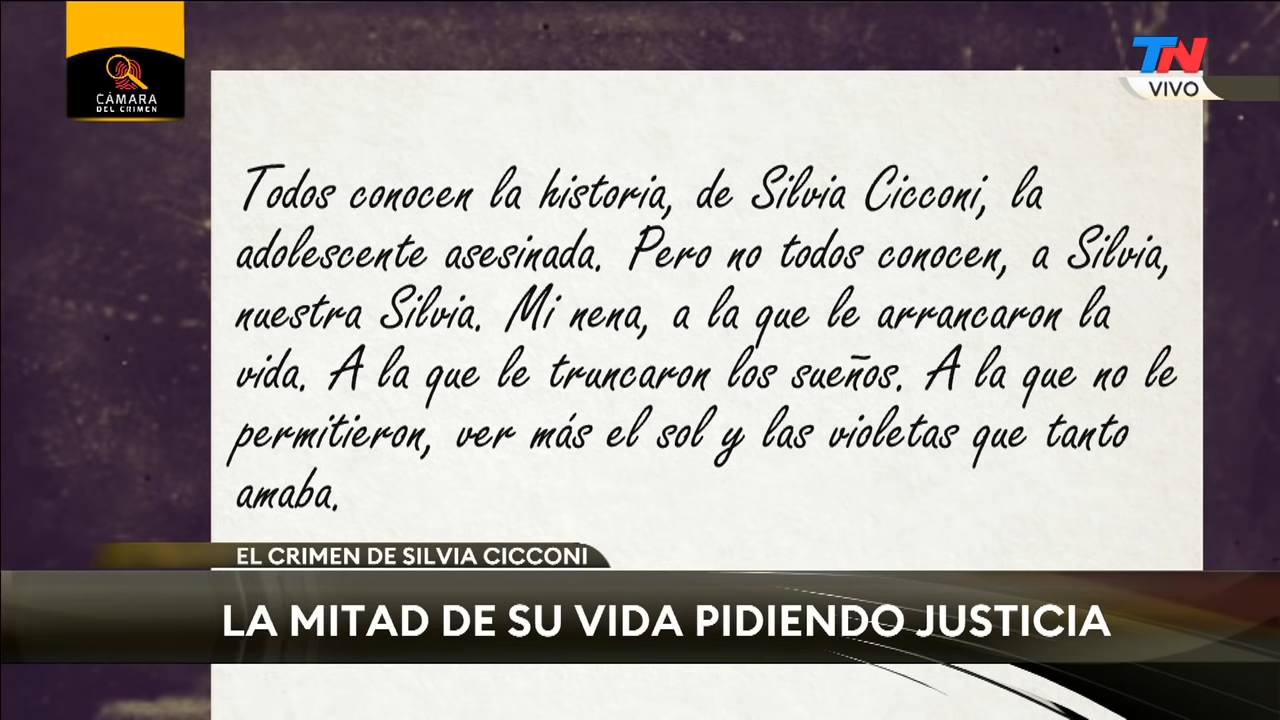 CÁMARA
DEL CRIMEN
TN
VIVO
Todos conocen la historia, de Silvia Cicconi, la
adolescente asesinada. Pero no todos conocen, a Silvia,
nuestra Silvia. Mi nena, a la que le arrancaron la
vida. A la que le truncaron los sueños. A la que no le
permitieron, ver más el sol y las violetas que tanto
amaba.
EL CRIMEN DE SILVIA CICCONI
LA MITAD DE SU VIDA PIDIENDO JUSTICIA